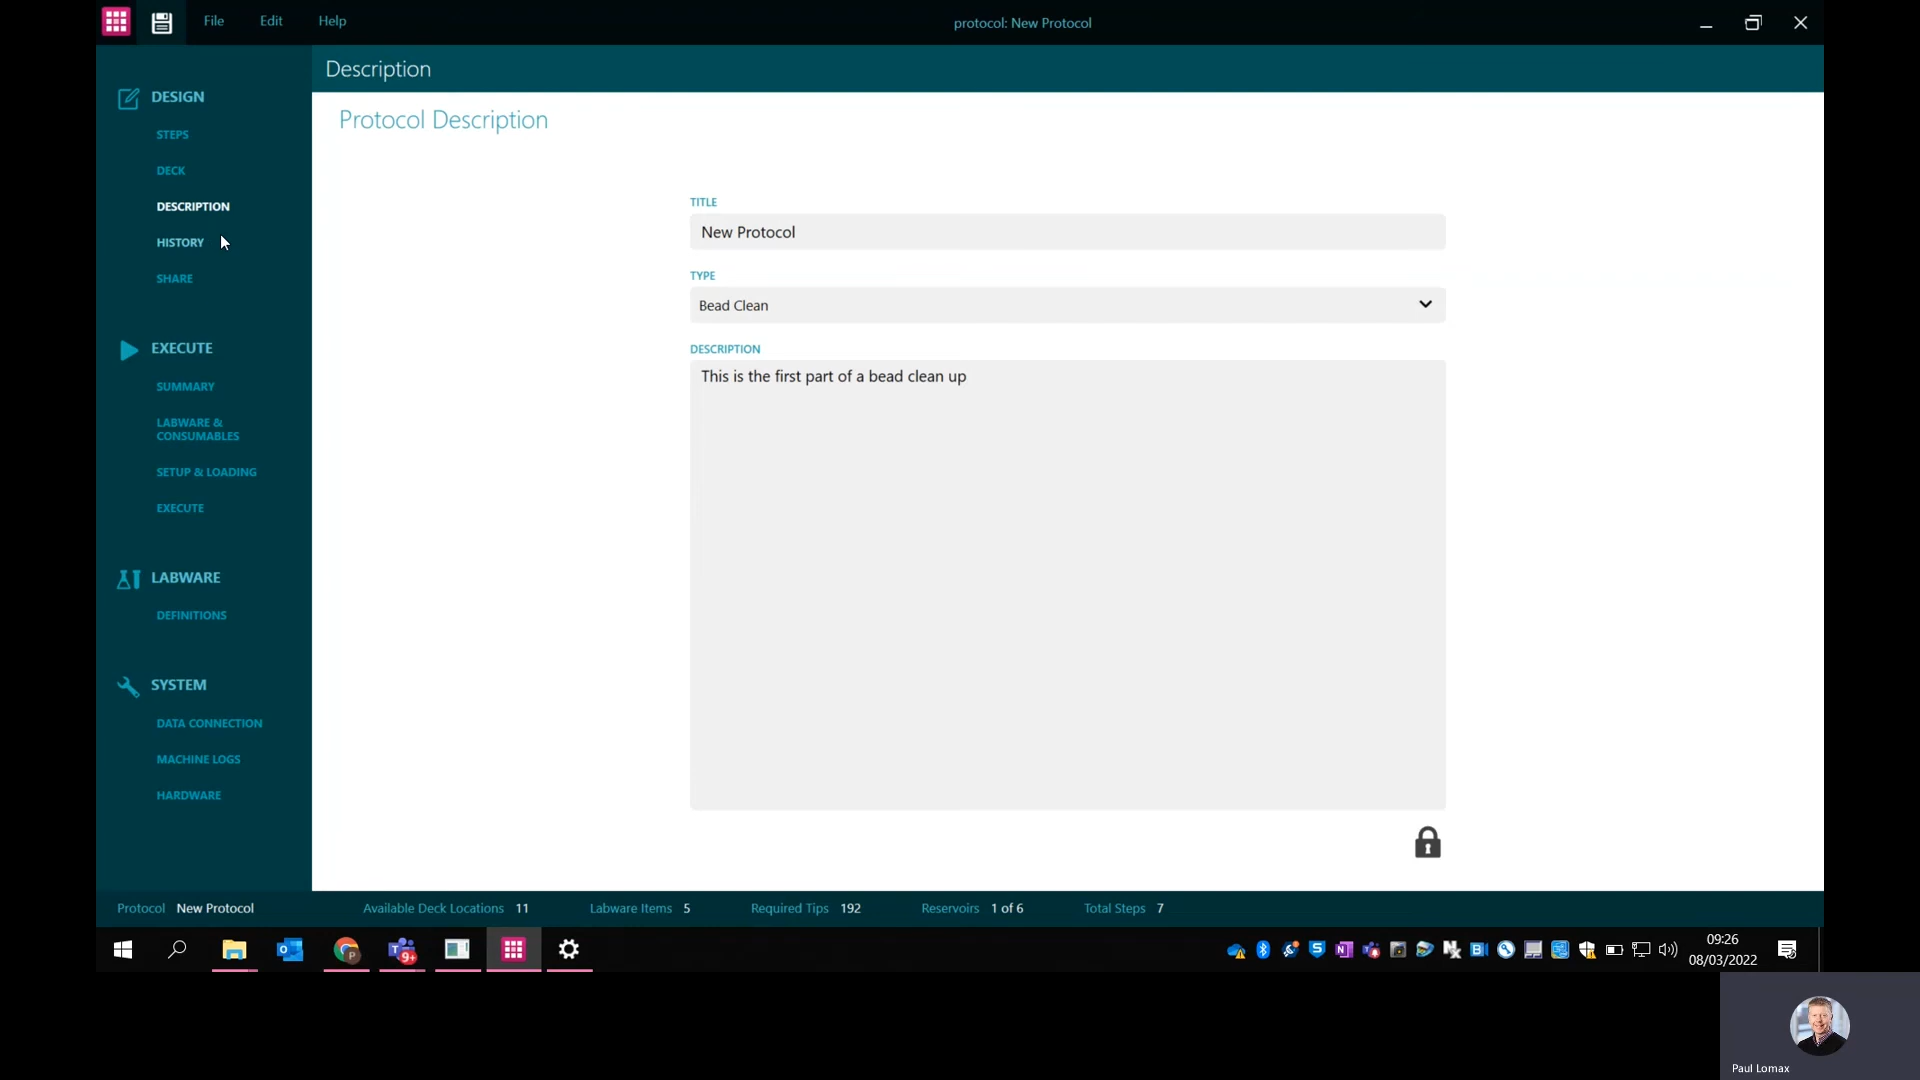 File Edit Help protocol: New Protocol
Description
DESIGN
STEPS
DECK
DESCRIPTION
HISTORY
SHARE
EXECUTE
SUMMARY
LABWARE &
CONSUMABLES
SETUP & LOADING
EXECUTE
LABWARE
DEFINITIONS
SYSTEM
DATA CONNECTION
MACHINE LOGS
HARDWARE
Protocol Description
TITLE
New Protocol
TYPE
Bead Clean
DESCRIPTION
This is the first part of a bead clean up
Protocol New Protocol Available Deck Locations 11 Labware Items 5 Required Tips 192 Reservoirs 1 of 6 Total Steps 7
9+
09:26
08/03/2022
Paul Lomax